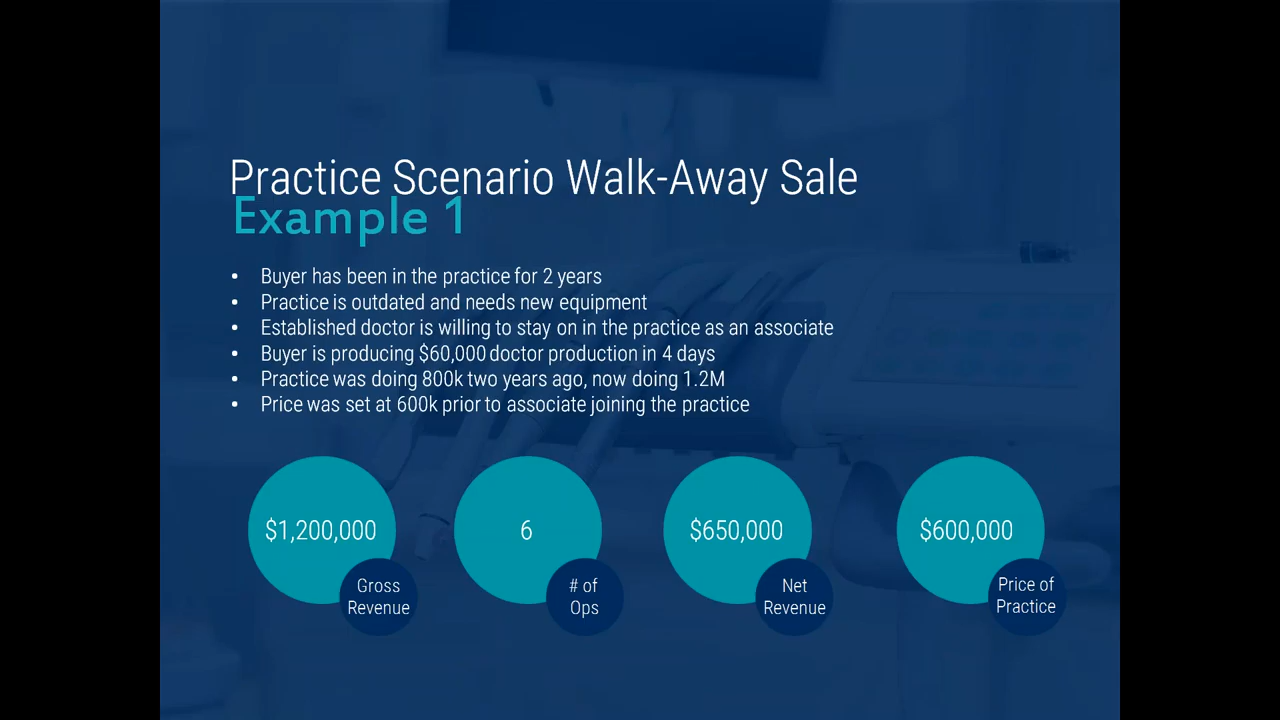 Practice Scenario Walk-Away Sale
Example 1
• Buyer has been in the practice for 2 years
• Practice is outdated and needs new equipment
• Established doctor is willing to stay on in the practice as an associate
• Buyer is producing $60,000 doctor production in 4 days
• Practice was doing 800k two years ago, now doing 1.2M
• Price was set at 600k prior to associate joining the practice
$1,200,000
Gross
Revenue
6
# of
Ops
$650,000
Net
Revenue
$600,000
Price of
Practice